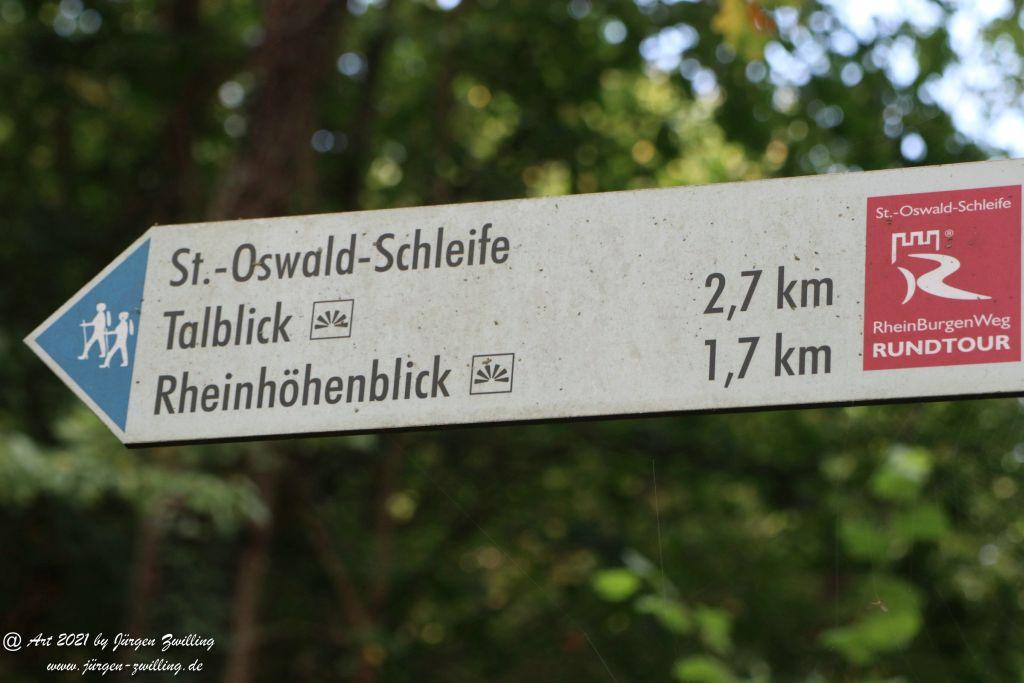 St.-Oswald-Schleife
Talblick 2,7 km
Rheinhöhenblick 1,7 km
St.-Oswald-Schleife
®
RheinBurgenWeg
RUNDTOUR
@ Art 2021 by Jürgen Zwilling
www.jürgen-zwilling.de